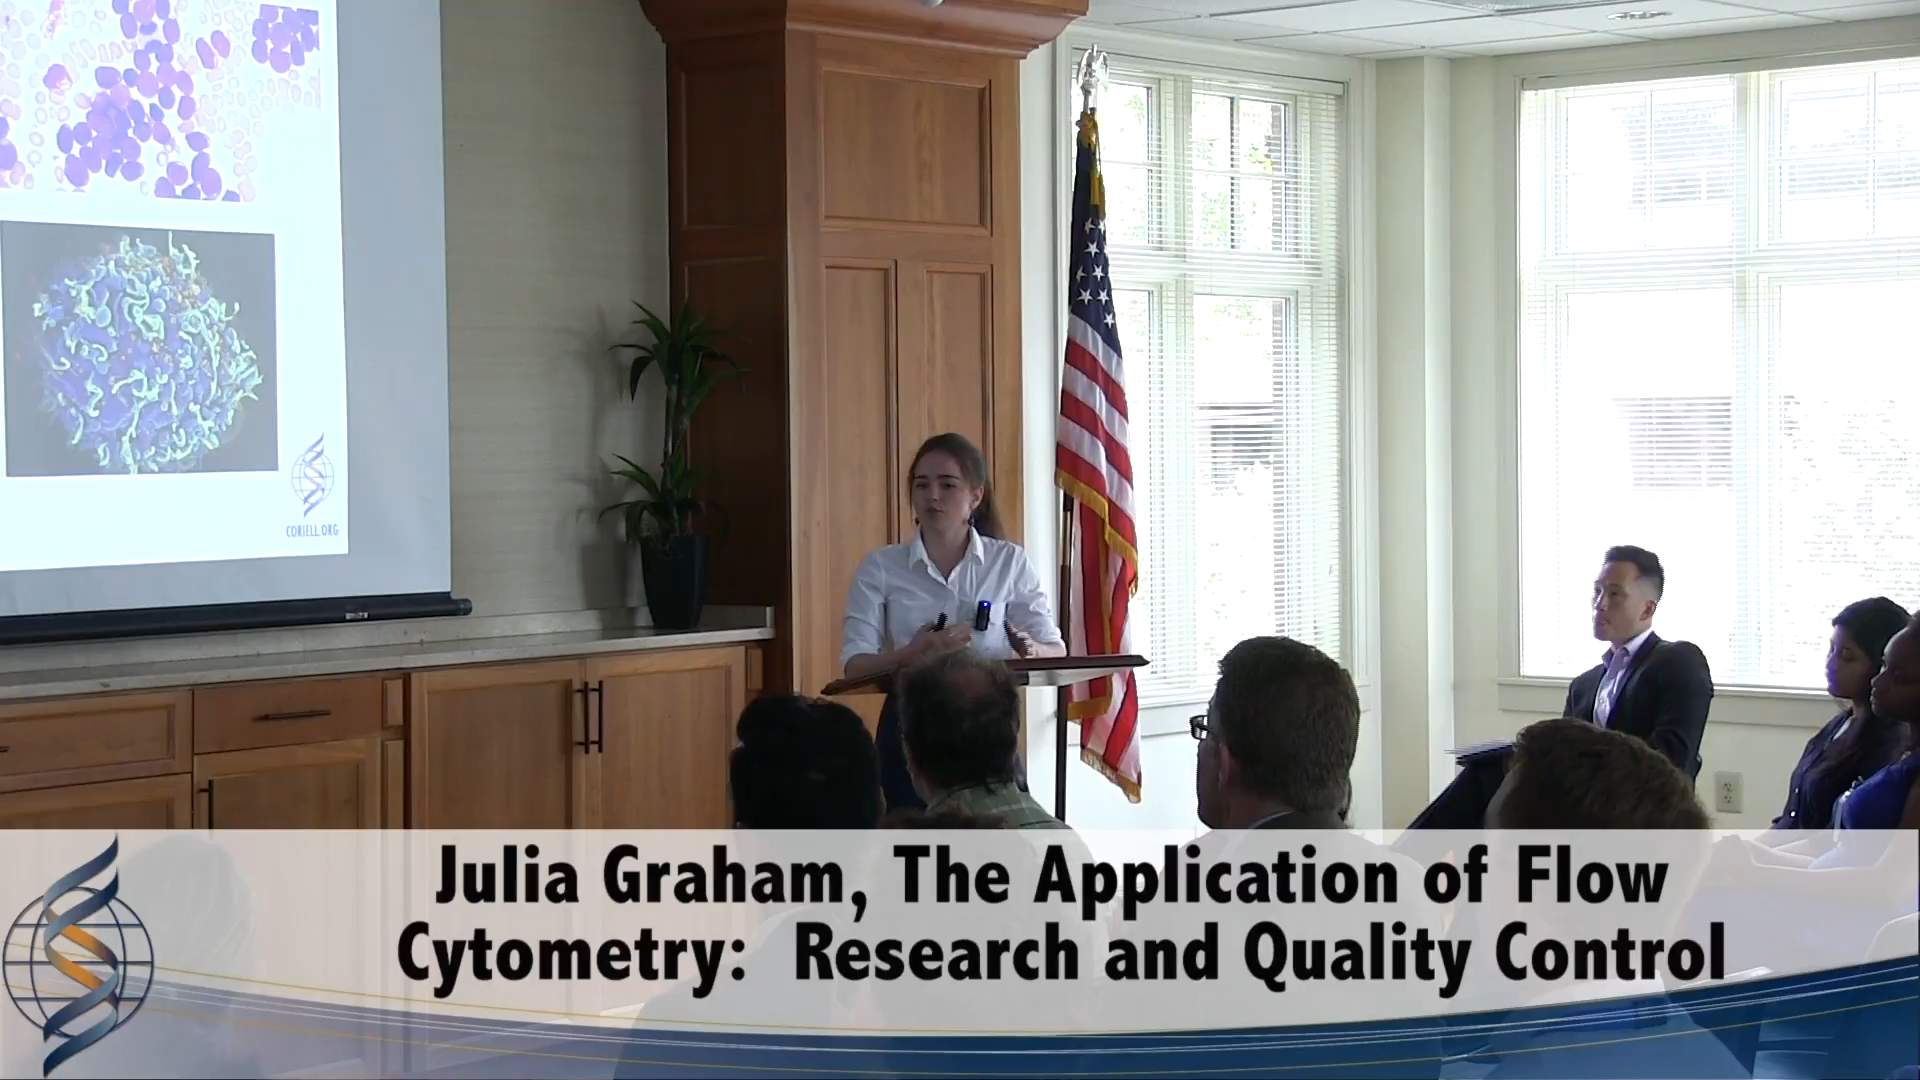 CORIELL.ORG
Julia Graham, The Application of Flow
Cytometry:  Research and Quality Control